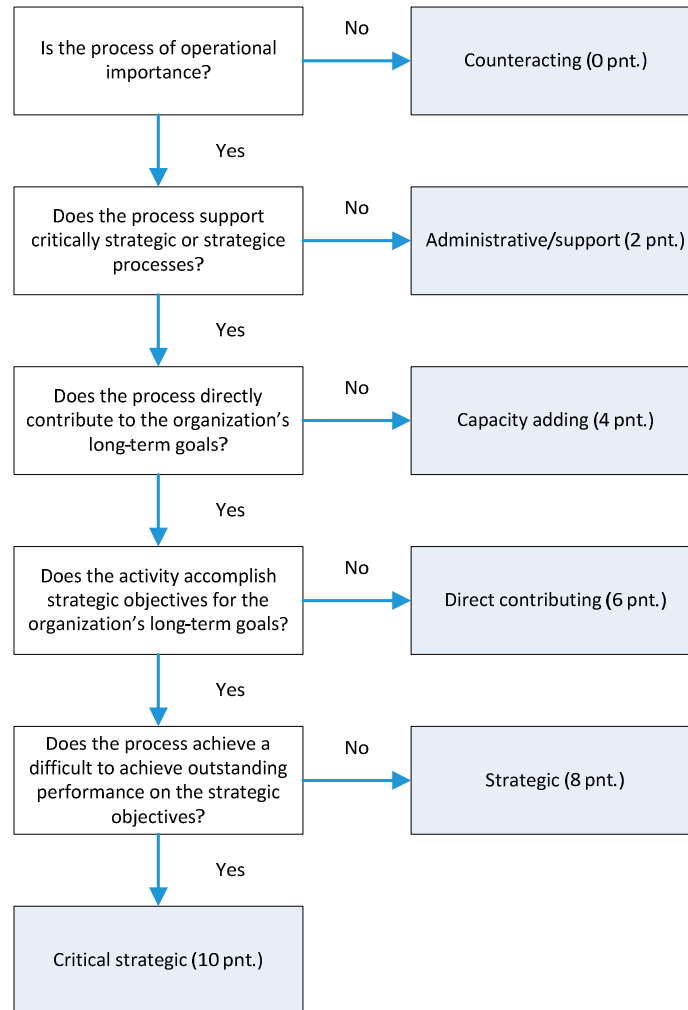 Is the process of operational
importance?
No
Counteracting (0 pnt.)
Yes
Does the process support
critically strategic or strategice
processes?
No
Administrative/support (2 pnt.)
Yes
Does the process directly
contribute to the organization's
long-term goals?
No
Capacity adding (4 pnt.)
Yes
Does the activity accomplish
strategic objectives for the
organization's long-term goals?
No
Direct contributing (6 pnt.)
Yes
Does the process achieve a
difficult to achieve outstanding
performance on the strategic
objectives?
No
Strategic (8 pnt.)
Yes
Critical strategic (10 pnt.)